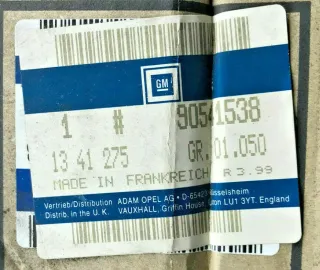 GM
1 # 90541538
13 41 275 GR. 01.050
MADE IN FRANKREICH R 3.99
Vertrieb/Distribution ADAM OPEL AG • D-65423 Rüsselsheim
Distrib. in the U.K. VAUXHALL, Griffin House, Luton LU1 3YT. England